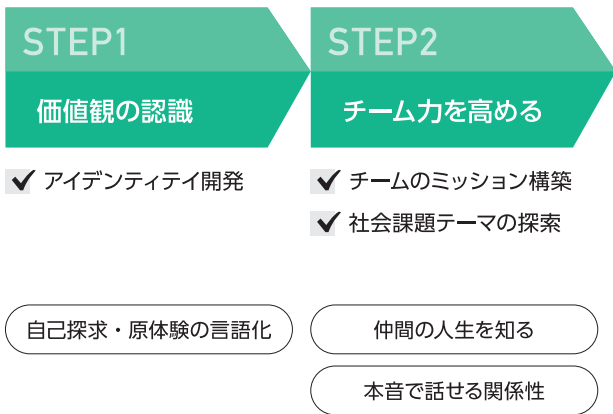 STEP1
価値観の認識
アイデンティテイ開発
自己探求・原体験の言語化
STEP2
チーム力を高める
チームのミッション構築
社会課題テーマの探索
仲間の人生を知る
本音で話せる関係性